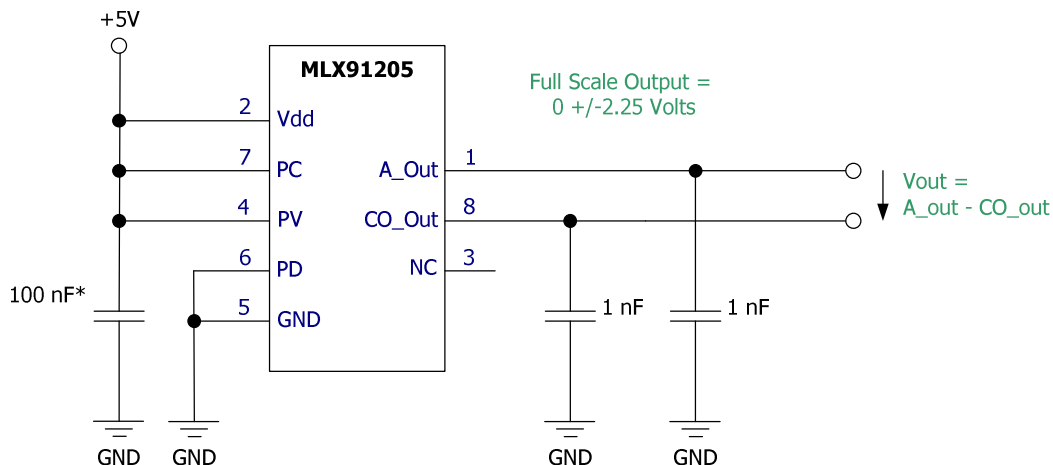 +5V
MLX91205
Full Scale Output =
0 +/-2.25 Volts
2
Vdd
7
PC
A_Out
1
Vout =
A_out - CO_out
4
PV
CO_Out
8
6
PD
NC
3
100 nF*
5
GND
1 nF
1 nF
GND
GND
GND
GND